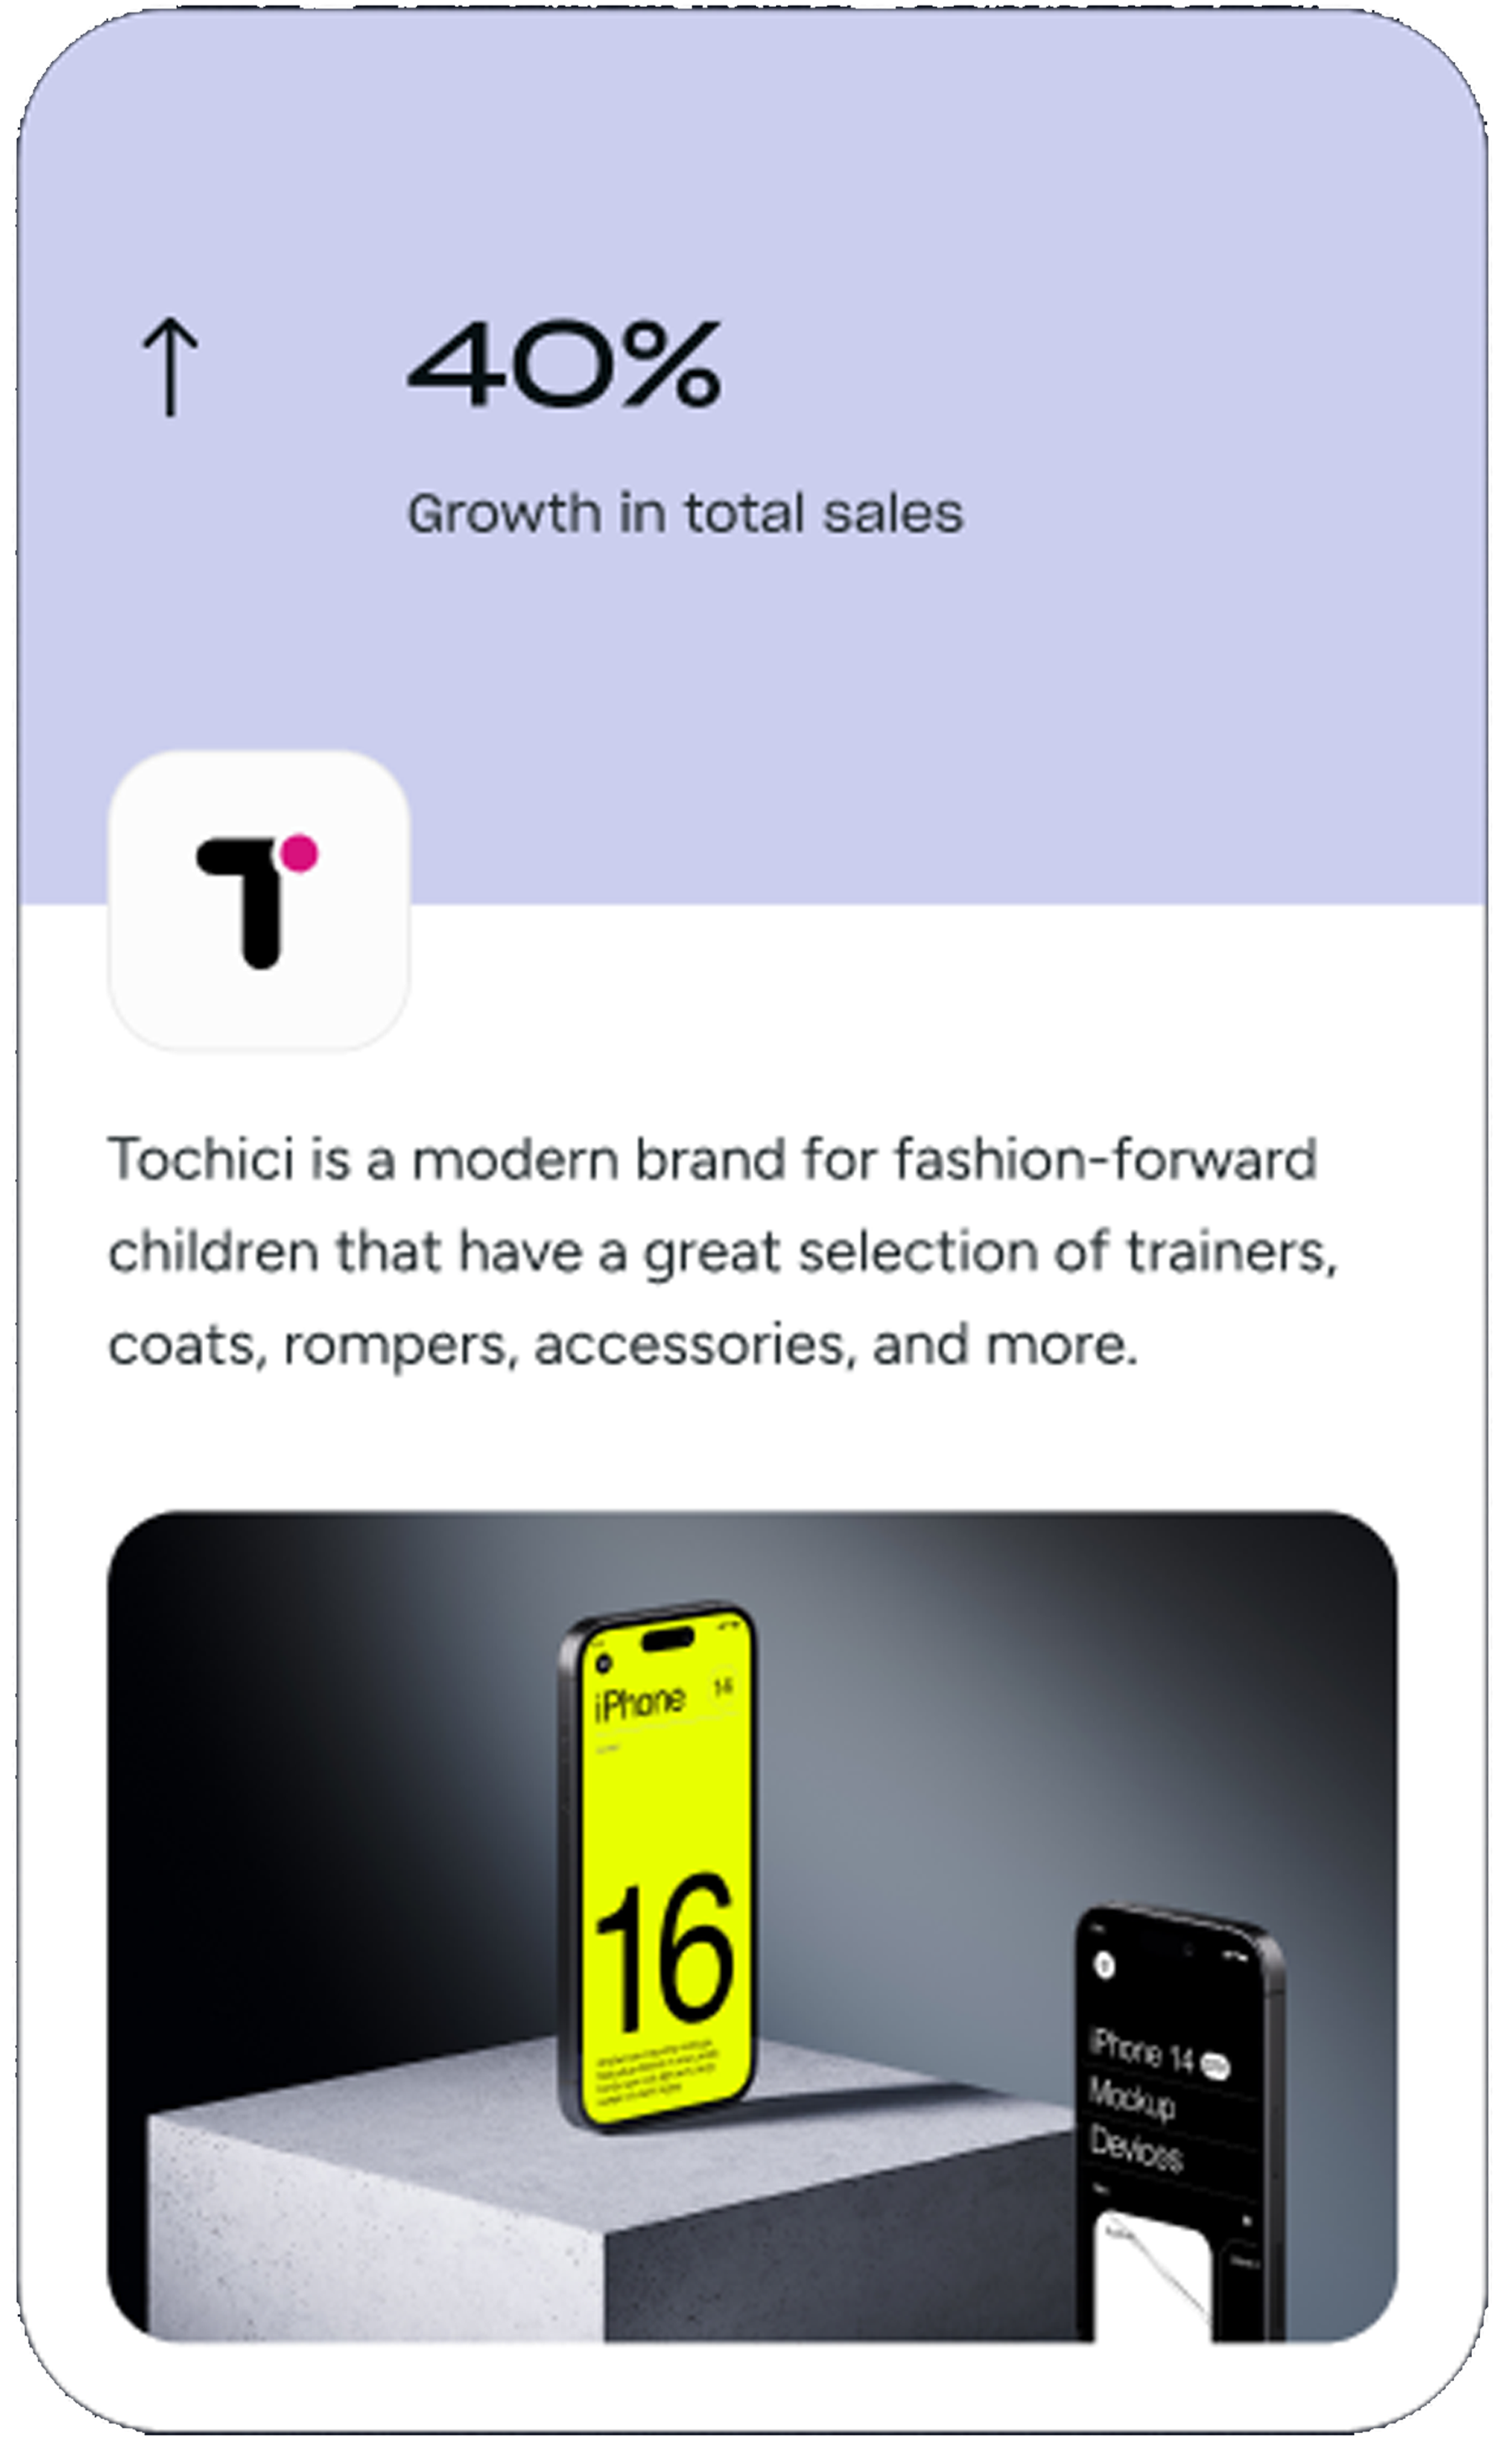 40%
Growth in total sales
T
Tochici is a modern brand for fashion-forward
children that have a great selection of trainers,
coats, rompers, accessories, and more.
iPhone 14
16
iPhone 14
Mockup
Devices